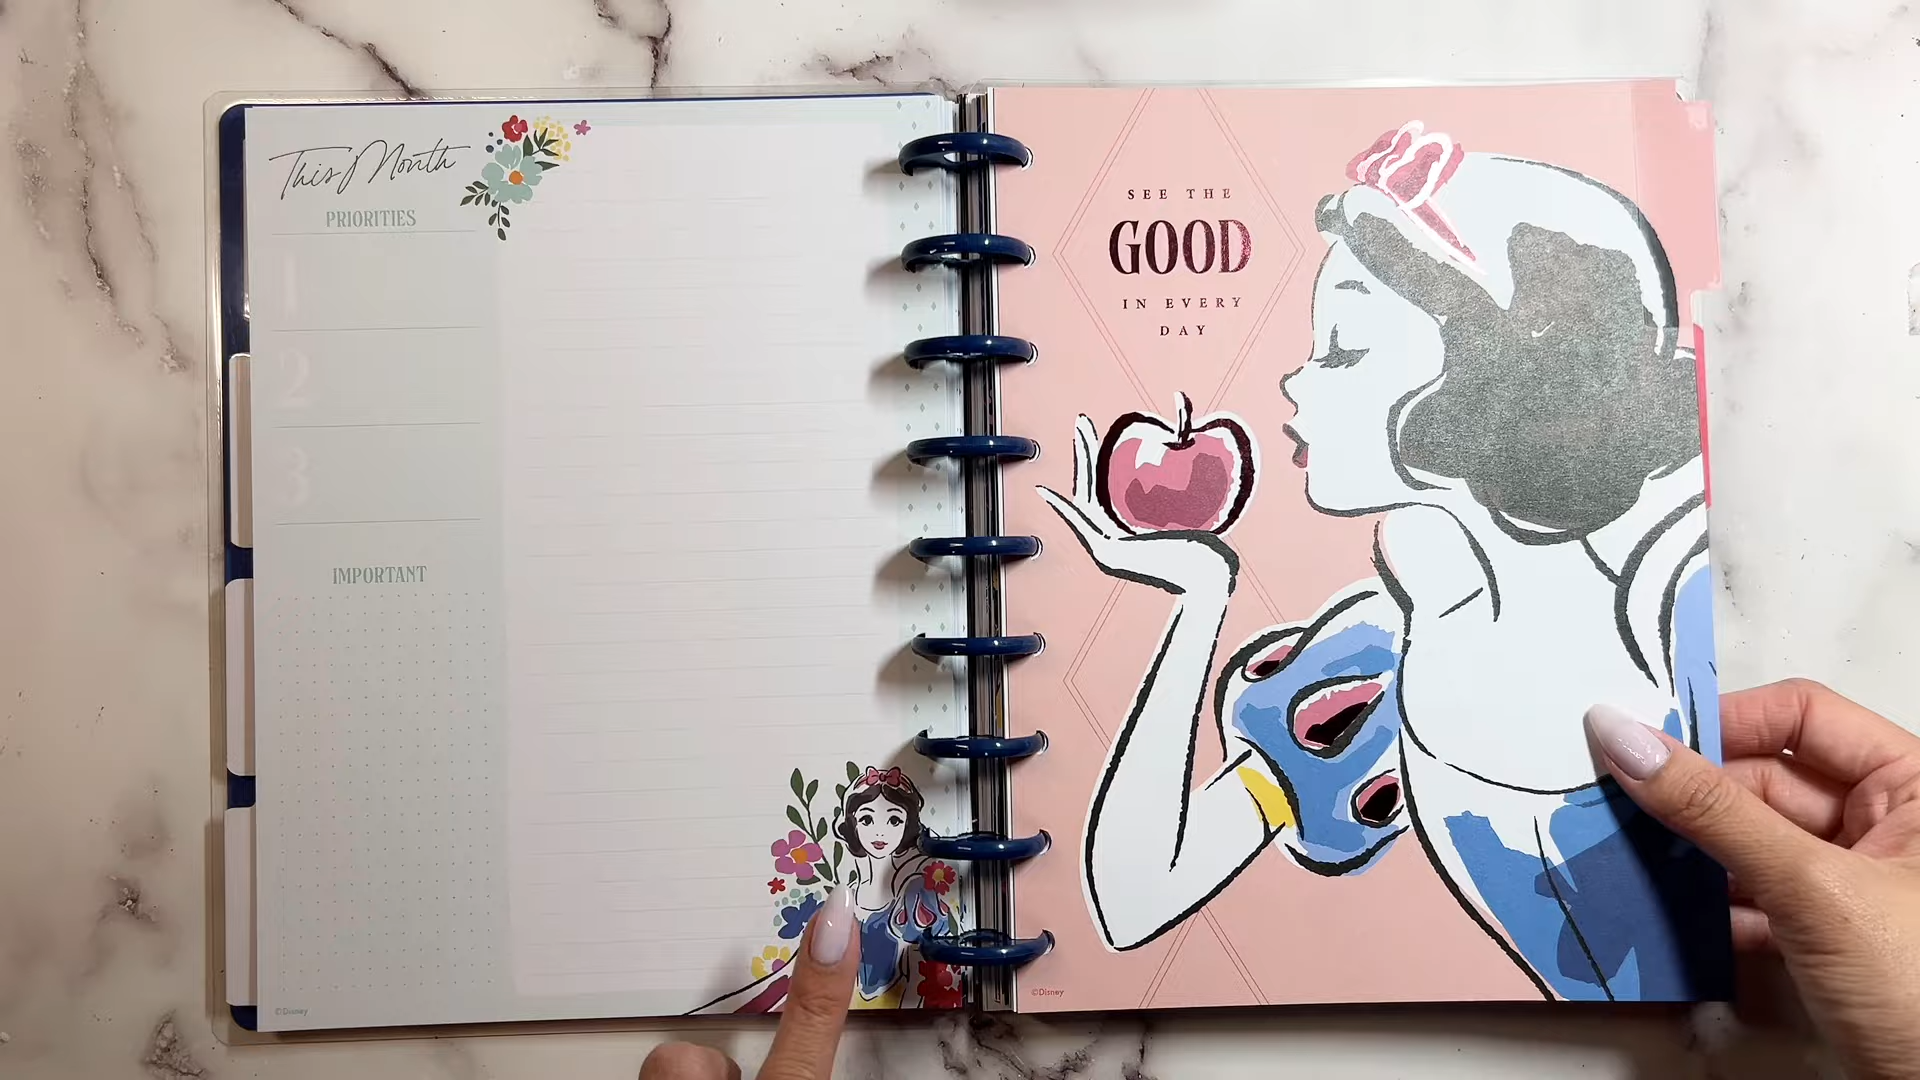 This Month
PRIORITIES
1
2
3
IMPORTANT
©Disney
SEE THE
GOOD
IN EVERY
DAY
©Disney